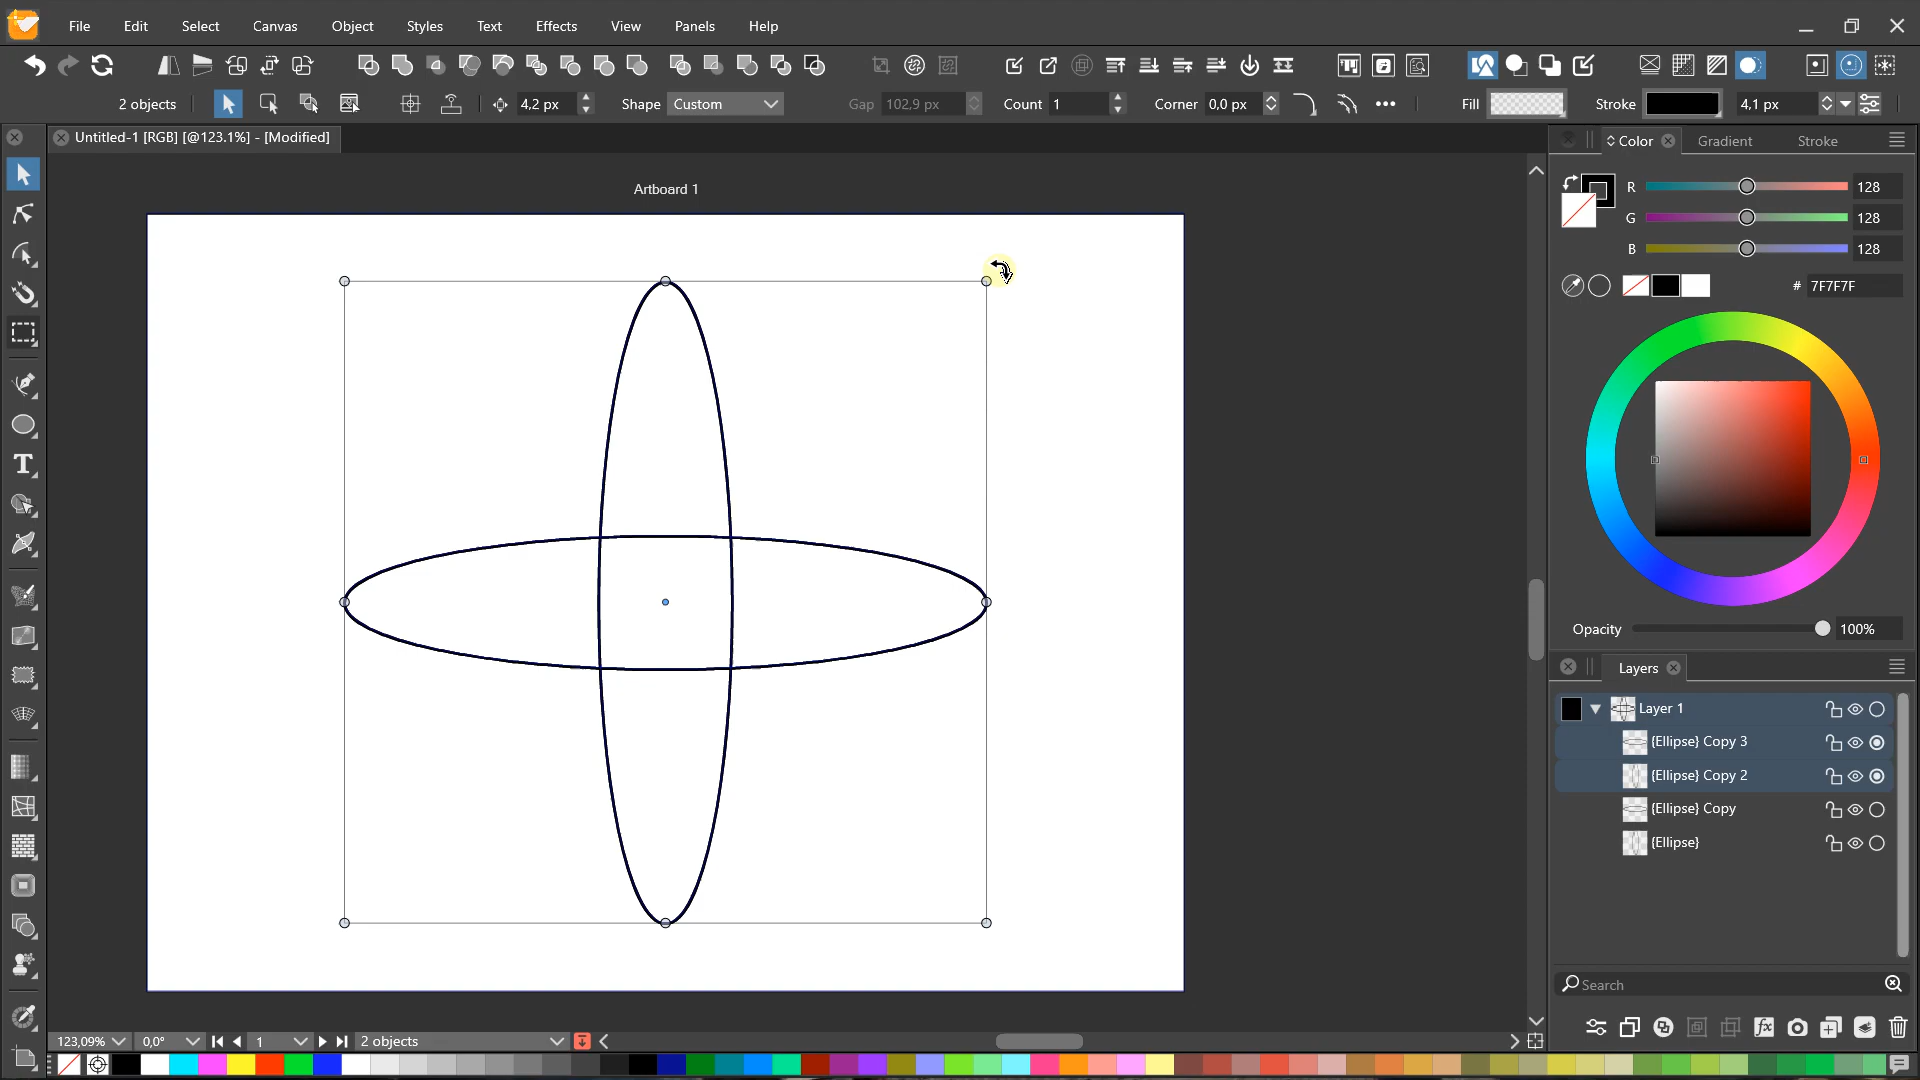 File Edit Select Canvas Object Styles Text Effects View Panels Help
2 objects 4,2 px Shape Custom Gap 102,9 px Count 1 Corner 0,0 px Fill Stroke 4,1 px
Untitled-1 [RGB] [@123.1%] - [Modified]
Color Gradient Stroke
Artboard 1
R 128
G 128
B 128
# 7F7F7F
Opacity 100%
Layers
Layer 1
{Ellipse} Copy 3
{Ellipse} Copy 2
{Ellipse} Copy
{Ellipse}
Search
123,09% 0,0° 1 2 objects